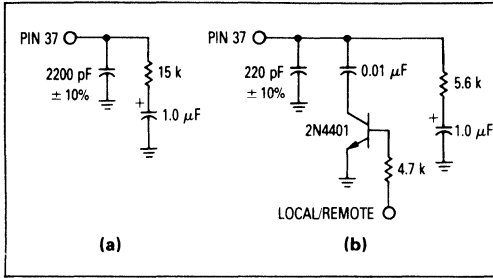 PIN 37
2200 pF
± 10%
15 k
+
1.0 µF
(a)
PIN 37
220 pF
± 10%
0.01 µF
5.6 k
+
1.0 µF
2N4401
4.7 k
LOCAL/REMOTE
(b)